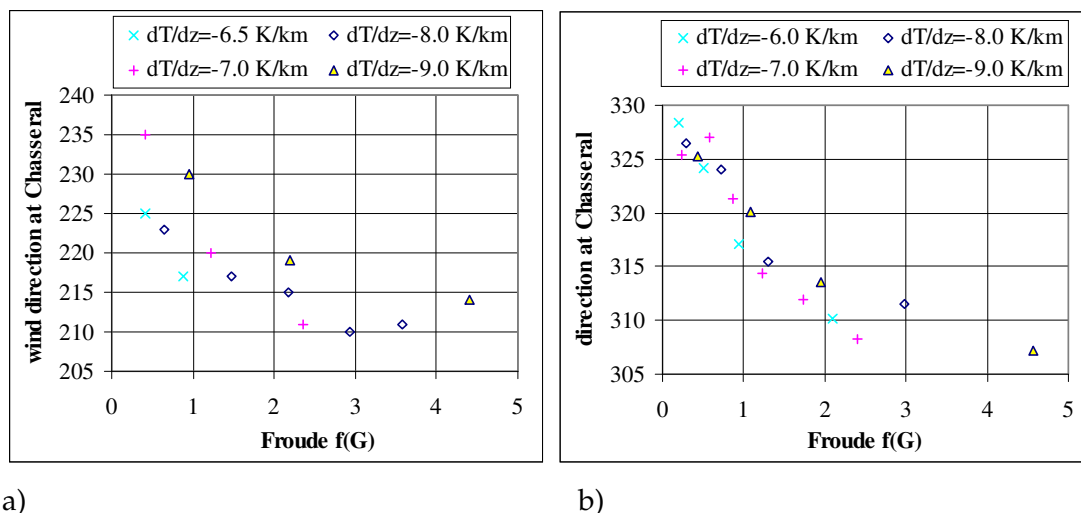 dT/dz=-6.5 K/km dT/dz=-8.0 K/km
dT/dz=-7.0 K/km dT/dz=-9.0 K/km
wind direction at Chasseral
240
235
230
225
220
215
210
205
0 1 2 3 4 5
Froude f(G)
a)
dT/dz=-6.0 K/km dT/dz=-8.0 K/km
dT/dz=-7.0 K/km dT/dz=-9.0 K/km
direction at Chasseral
330
325
320
315
310
305
0 1 2 3 4 5
Froude f(G)
b)